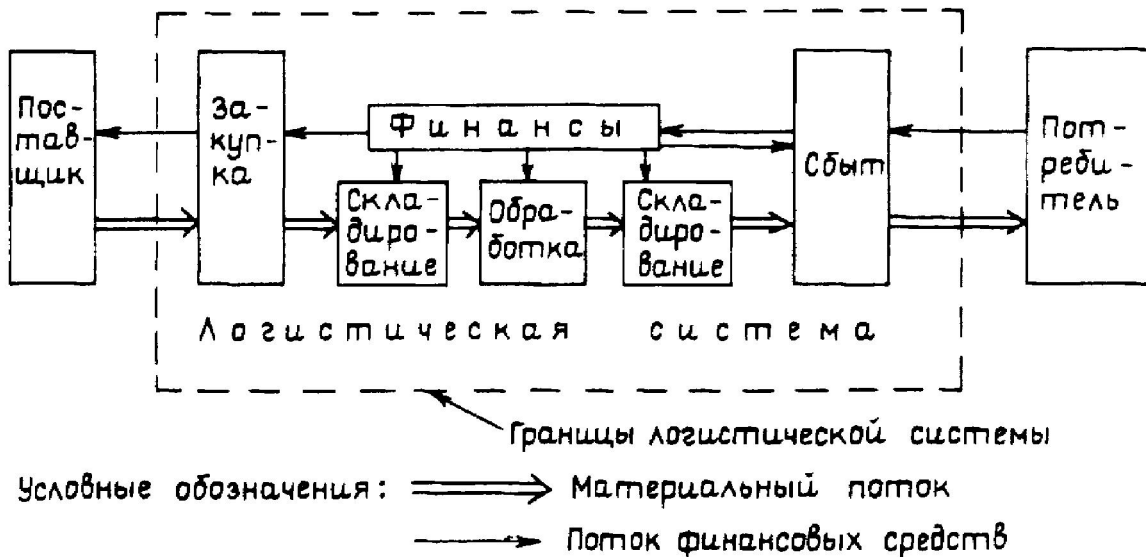 Пос-
тав-
щик
За-
куп-
ка
Финансы
Скла-
диро-
вание
Обра-
ботка
Скла-
диро-
вание
Сбыт
Пот-
реби-
тель
Логистическая система
Границы логистической системы
Условные обозначения: Материальный поток
Поток финансовых средств